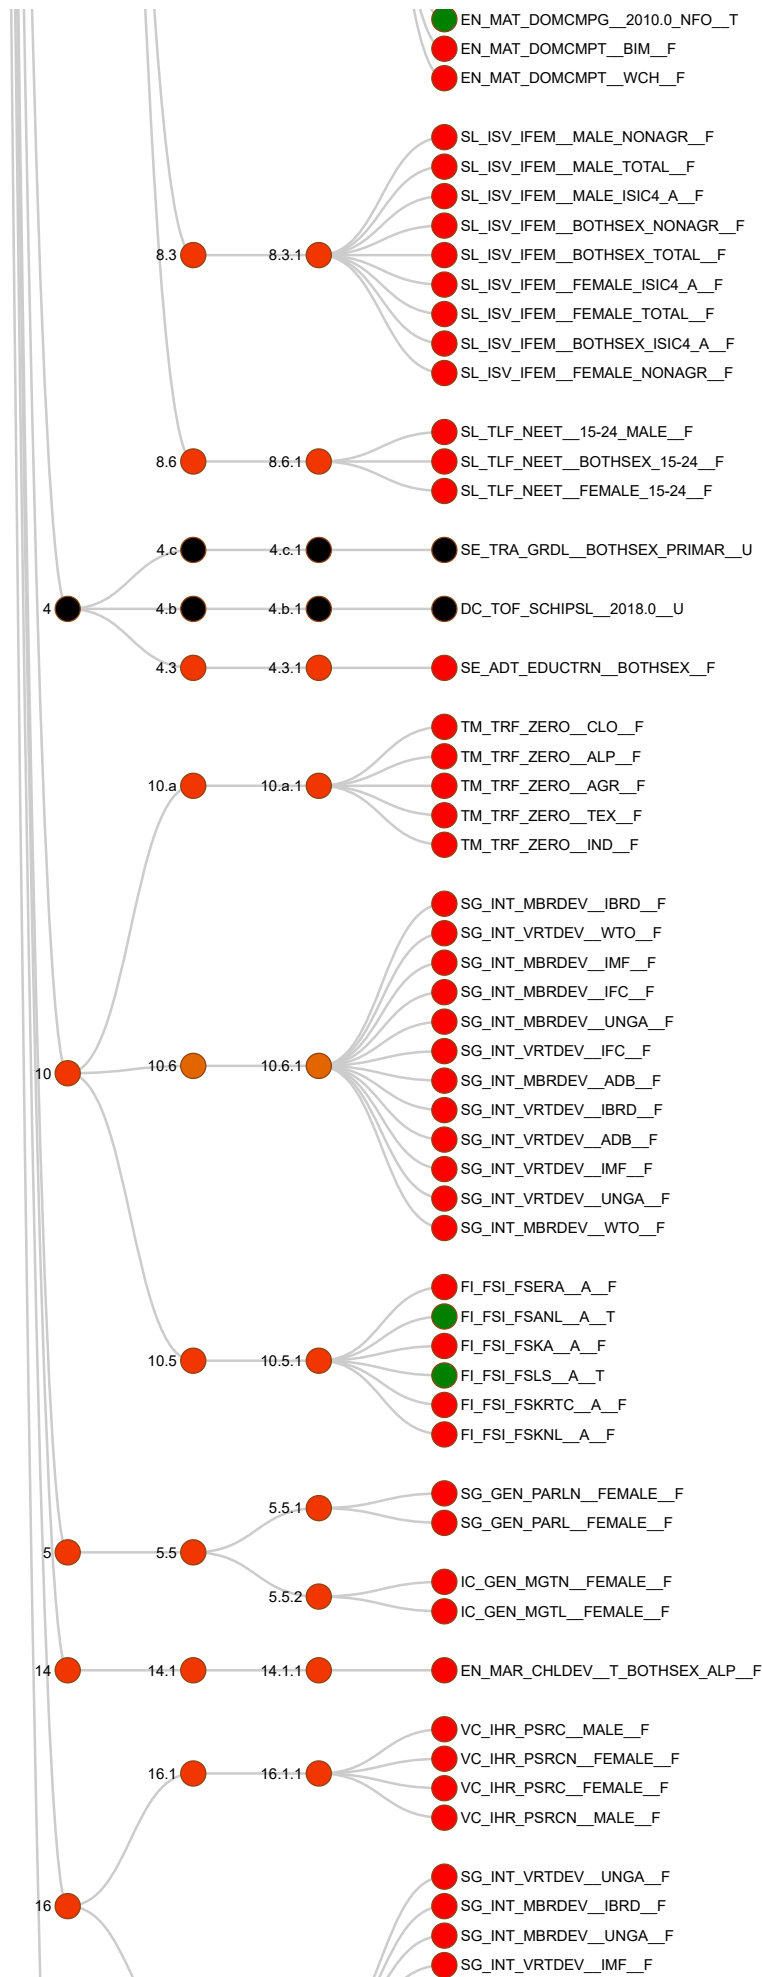 EN_MAT_DOMCMPG__2010.0_NFO__T
EN_MAT_DOMCMPT__BIM__F
EN_MAT_DOMCMPT__WCH__F
SL_ISV_IFEM__MALE_NONAGR__F
SL_ISV_IFEM__MALE_TOTAL__F
SL_ISV_IFEM__MALE_ISIC4_A__F
SL_ISV_IFEM__BOTHSEX_NONAGR__F
8.3 8.3.1 SL_ISV_IFEM__BOTHSEX_TOTAL__F
SL_ISV_IFEM__FEMALE_ISIC4_A__F
SL_ISV_IFEM__FEMALE_TOTAL__F
SL_ISV_IFEM__BOTHSEX_ISIC4_A__F
SL_ISV_IFEM__FEMALE_NONAGR__F
SL_TLF_NEET__15-24_MALE__F
8.6 8.6.1 SL_TLF_NEET__BOTHSEX_15-24__F
SL_TLF_NEET__FEMALE_15-24__F
4.c 4.c.1 SE_TRA_GRDL__BOTHSEX_PRIMAR__U
4 4.b 4.b.1 DC_TOF_SCHIPSL__2018.0__U
4.3 4.3.1 SE_ADT_EDUCTRN__BOTHSEX__F
TM_TRF_ZERO__CLO__F
TM_TRF_ZERO__ALP__F
10.a 10.a.1 TM_TRF_ZERO__AGR__F
TM_TRF_ZERO__TEX__F
TM_TRF_ZERO__IND__F
SG_INT_MBRDEV__IBRD__F
SG_INT_VRTDEV__WTO__F
SG_INT_MBRDEV__IMF__F
SG_INT_MBRDEV__IFC__F
SG_INT_MBRDEV__UNGA__F
SG_INT_VRTDEV__IFC__F
10 10.6 10.6.1 SG_INT_MBRDEV__ADB__F
SG_INT_VRTDEV__IBRD__F
SG_INT_VRTDEV__ADB__F
SG_INT_VRTDEV__IMF__F
SG_INT_VRTDEV__UNGA__F
SG_INT_MBRDEV__WTO__F
FI_FSI_FSERA__A__F
FI_FSI_FSANL__A__T
FI_FSI_FSKA__A__F
10.5 10.5.1 FI_FSI_FSLS__A__T
FI_FSI_FSKRTC__A__F
FI_FSI_FSKNL__A__F
SG_GEN_PARLN__FEMALE__F
5.5.1
SG_GEN_PARL__FEMALE__F
5 5.5
IC_GEN_MGTN__FEMALE__F
5.5.2
IC_GEN_MGTL__FEMALE__F
14 14.1 14.1.1 EN_MAR_CHLDEV__T_BOTHSEX_ALP__F
VC_IHR_PSRC__MALE__F
VC_IHR_PSRCN__FEMALE__F
16.1 16.1.1
VC_IHR_PSRC__FEMALE__F
VC_IHR_PSRCN__MALE__F
SG_INT_VRTDEV__UNGA__F
16 SG_INT_MBRDEV__IBRD__F
SG_INT_MBRDEV__UNGA__F
SG_INT_VRTDEV__IMF__F